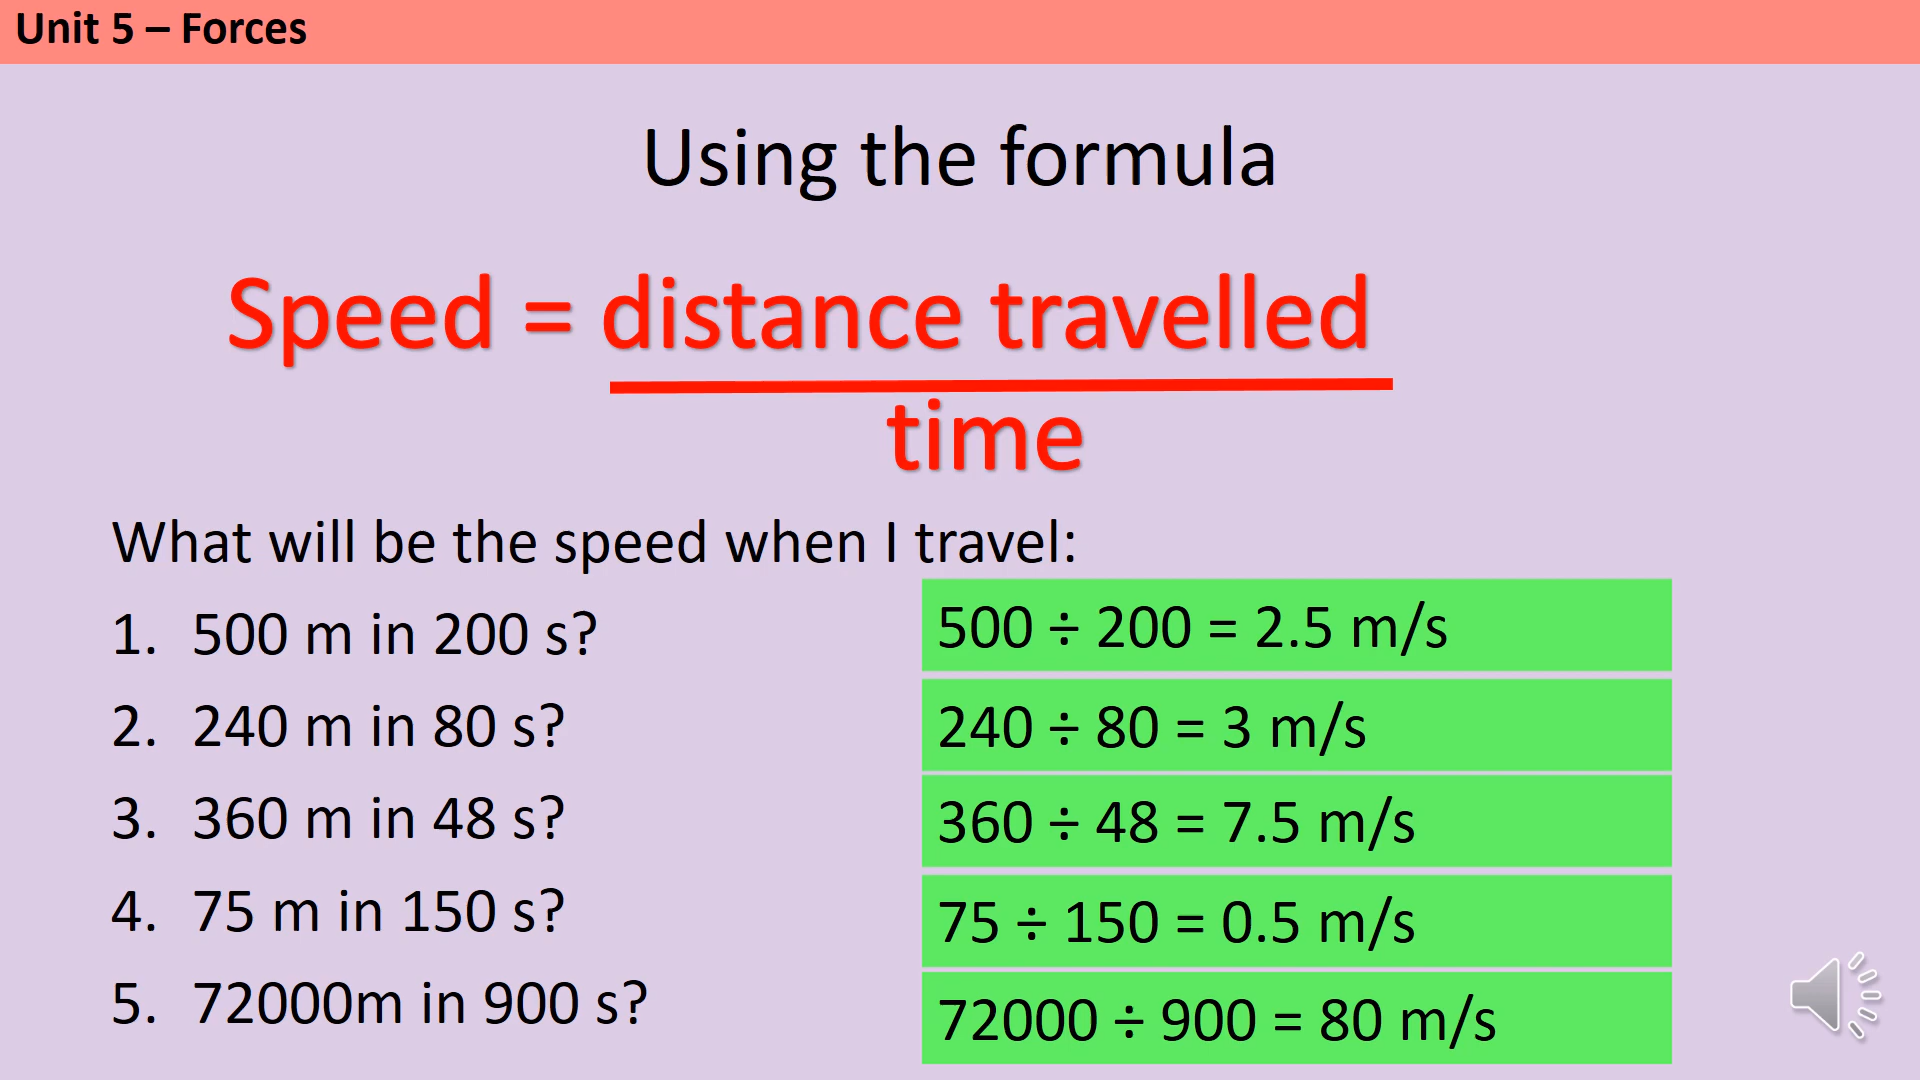 Unit 5 – Forces
Using the formula
Speed = distance travelled
time
What will be the speed when I travel:
1. 500 m in 200 s?
500 ÷ 200 = 2.5 m/s
2. 240 m in 80 s?
240 ÷ 80 = 3 m/s
3. 360 m in 48 s?
360 ÷ 48 = 7.5 m/s
4. 75 m in 150 s?
75 ÷ 150 = 0.5 m/s
5. 72000m in 900 s?
72000 ÷ 900 = 80 m/s